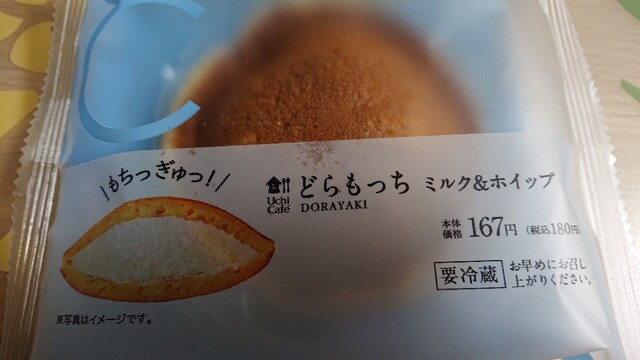 \もちっぎゅっ!/
Uchi
Café
どらもっち ミルク&ホイップ
DORAYAKI
本体
価格 167円 (税込180円)
要冷蔵 お早めにお召し
上がりください。
※写真はイメージです。